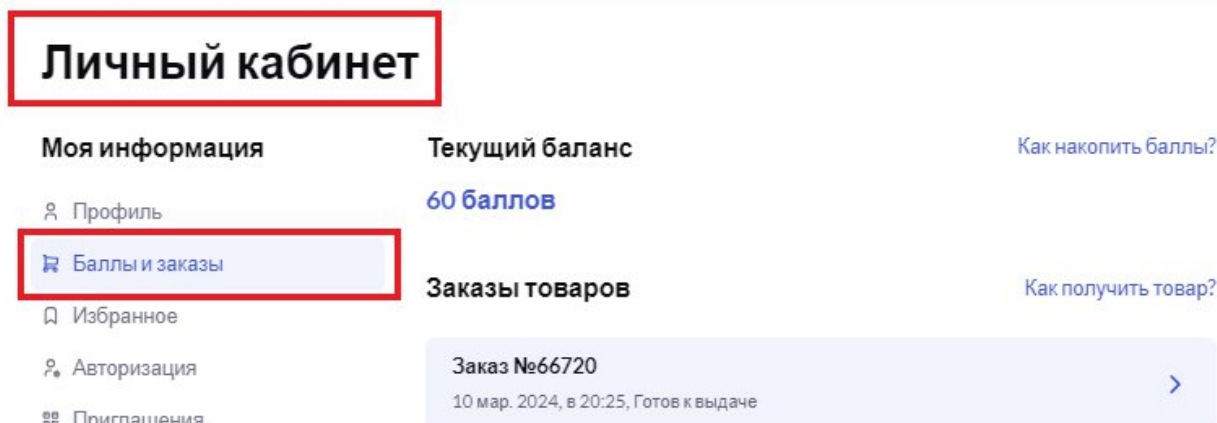 Личный кабинет
Моя информация
Профиль
Баллы и заказы
Избранное
Авторизация
Приглашения
Текущий баланс
Как накопить баллы?
60 баллов
Заказы товаров
Как получить товар?
Заказ №66720
10 мар. 2024, в 20:25, Готов к выдаче